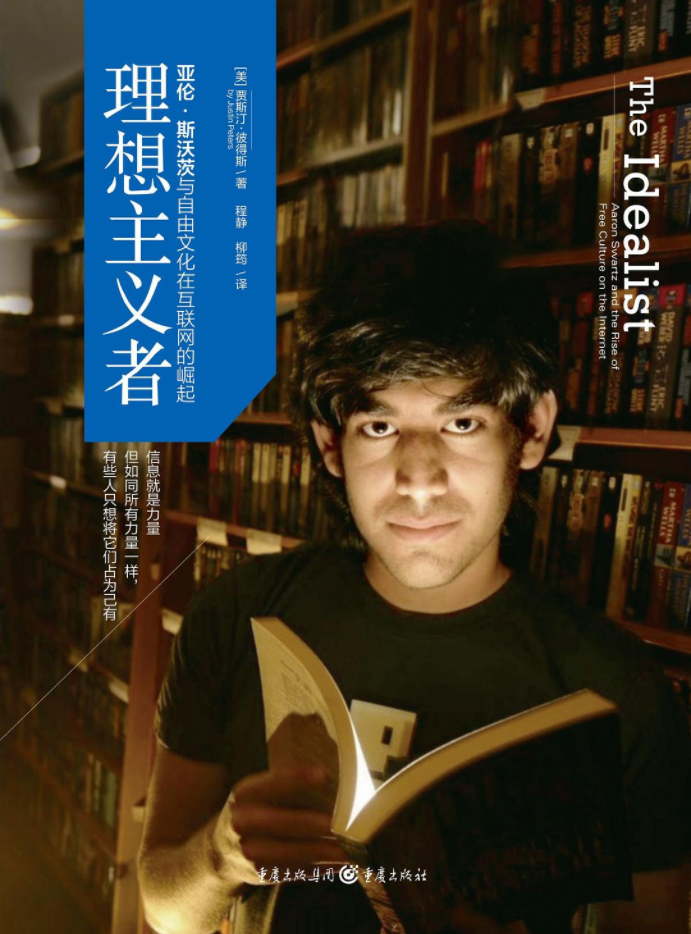 理想主义者
亚伦·斯沃茨与自由文化在互联网的崛起
[美] 贾斯汀·彼得斯\著 程静 柳筠\译
by Justin Peters
The Idealist
Aaron Swartz and the Rise of
Free Culture on the Internet
信息就是力量
但如同所有力量一样,
有些人只想将它们占为己有
重庆出版集团 重庆出版社